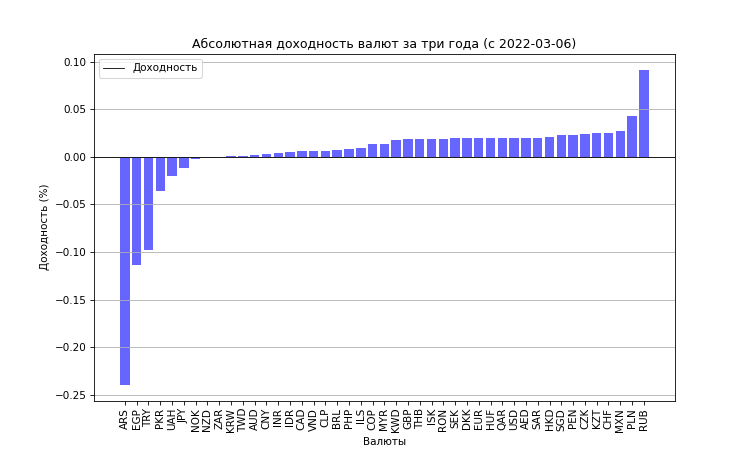 Абсолютная доходность валют за три года (с 2022-03-06)
Доходность
Доходность (%)
0.10
0.05
0.00
−0.05
−0.10
−0.15
−0.20
−0.25
ARS EGP TRY PKR UAH JPY NOK NZD ZAR KRW TWD AUD CNY INR IDR CAD VND CLP BRL PHP ILS COP MYR KWD GBP THB ISK RON SEK DKK EUR HUF QAR USD AED SAR HKD SGD PEN CZK KZT CHF MXN PLN RUB
Валюты